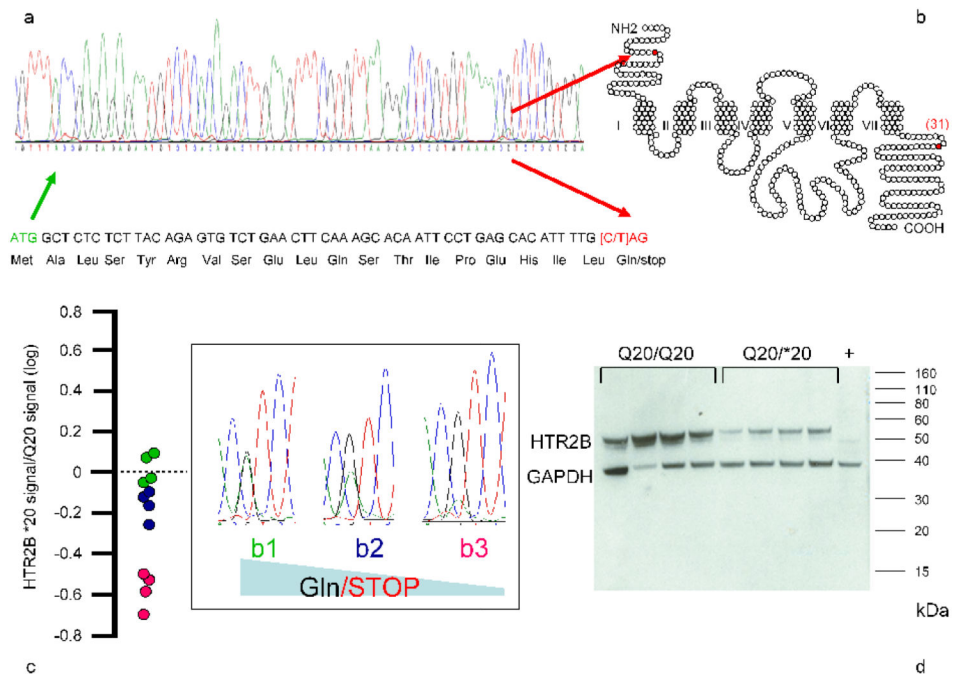 a
b
NH2
I II III IV V VI VII
(31)
COOH
ATG GCT CTC TCT TAC AGA GTG TCT GAA CTT CAA AGC ACA ATT CCT GAG CAC ATT TTG [C/T]AG
Met Ala Leu Ser Tyr Arg Val Ser Glu Leu Gln Ser Thr Ile Pro Glu His Ile Leu Gln/stop
HTR2B *20 signal/Q20 signal (log)
0.8
0.6
0.4
0.2
0
-0.2
-0.4
-0.6
-0.8
b1 b2 b3
Gln/STOP
Q20/Q20 Q20/*20 +
HTR2B
GAPDH
160
110
80
60
50
40
30
20
15
kDa
c
d